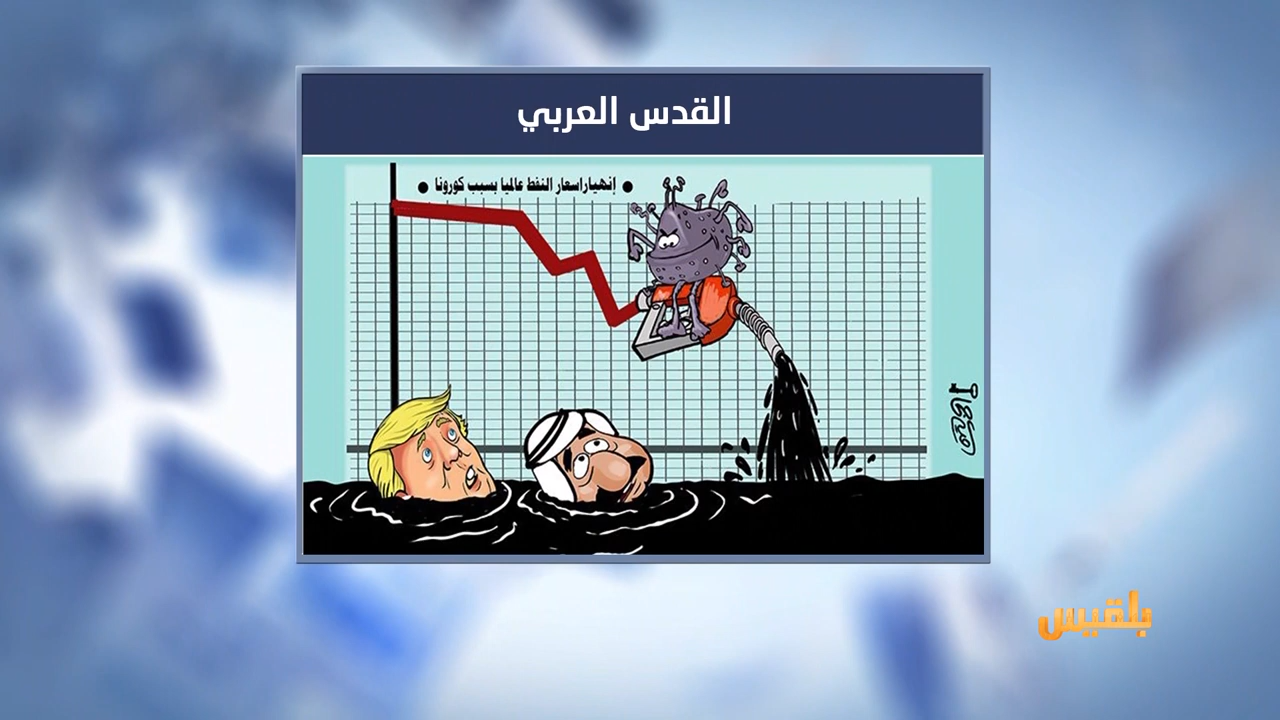 القدس العربي
● إنهيار اسعار النفط عالميا بسبب كورونا ●
بلقيس